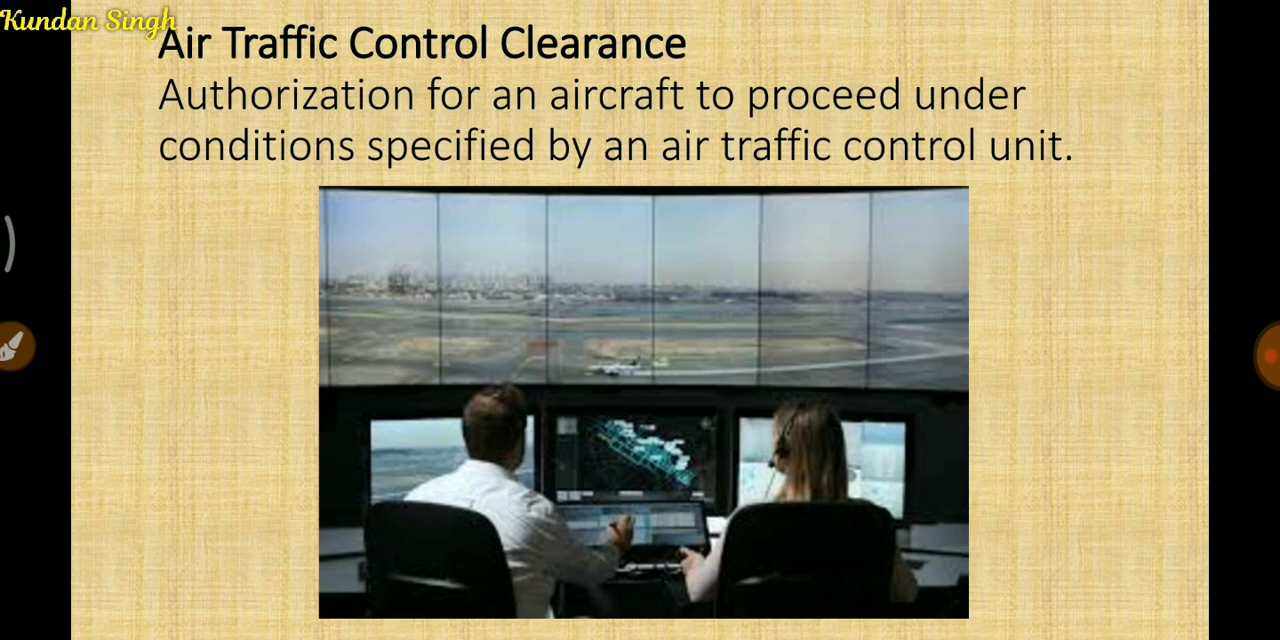 Kundan Singh
Air Traffic Control Clearance
Authorization for an aircraft to proceed under
conditions specified by an air traffic control unit.